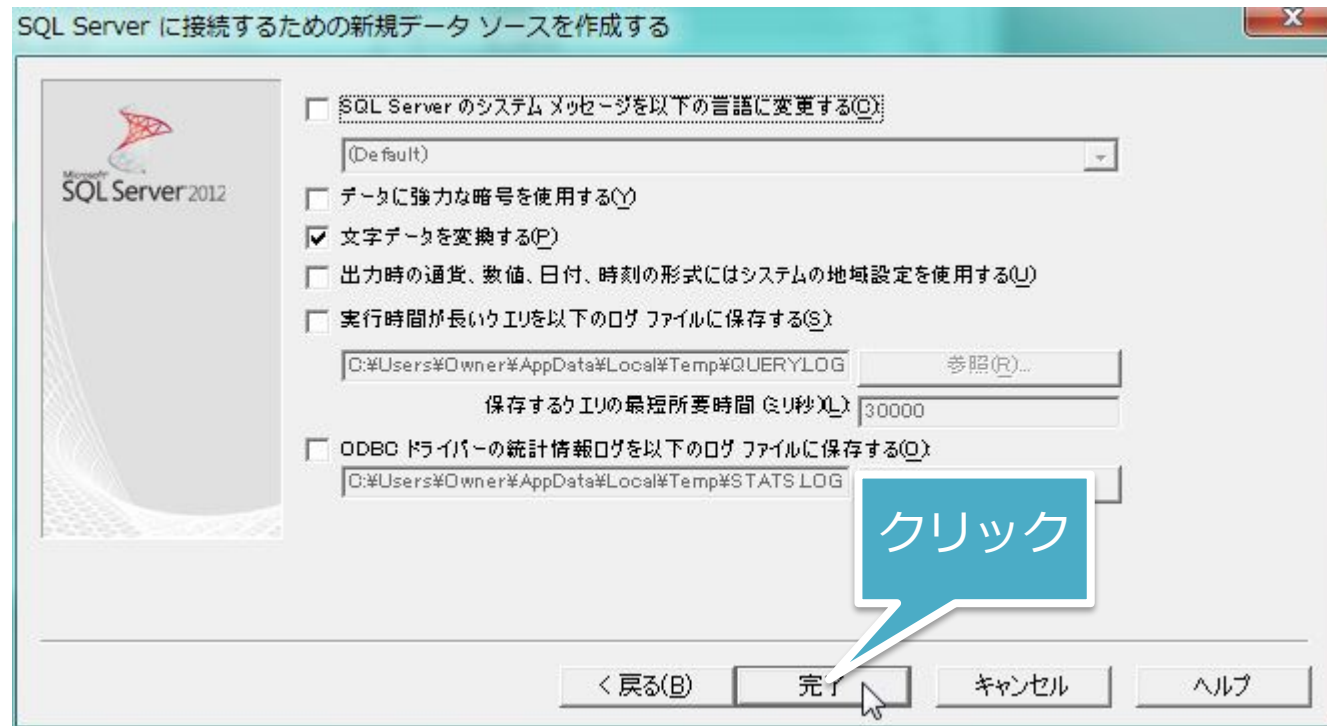 SQL Server に接続するための新規データ ソースを作成する
Microsoft
SQL Server 2012
SQL Server のシステム メッセージを以下の言語に変更する(C):
(Default)
データに強力な暗号を使用する(Y)
文字データを変換する(P)
出力時の通貨、数値、日付、時刻の形式にはシステムの地域設定を使用する(U)
実行時間が長いクエリを以下のログ ファイルに保存する(S):
C:¥Users¥Owner¥AppData¥Local¥Temp¥QUERYLOG
参照(R)...
保存するクエリの最短所要時間 (ミリ秒)(L):
30000
ODBC ドライバーの統計情報ログを以下のログ ファイルに保存する(O):
C:¥Users¥Owner¥AppData¥Local¥Temp¥STATS.LOG
クリック
< 戻る(B)
完了
キャンセル
ヘルプ